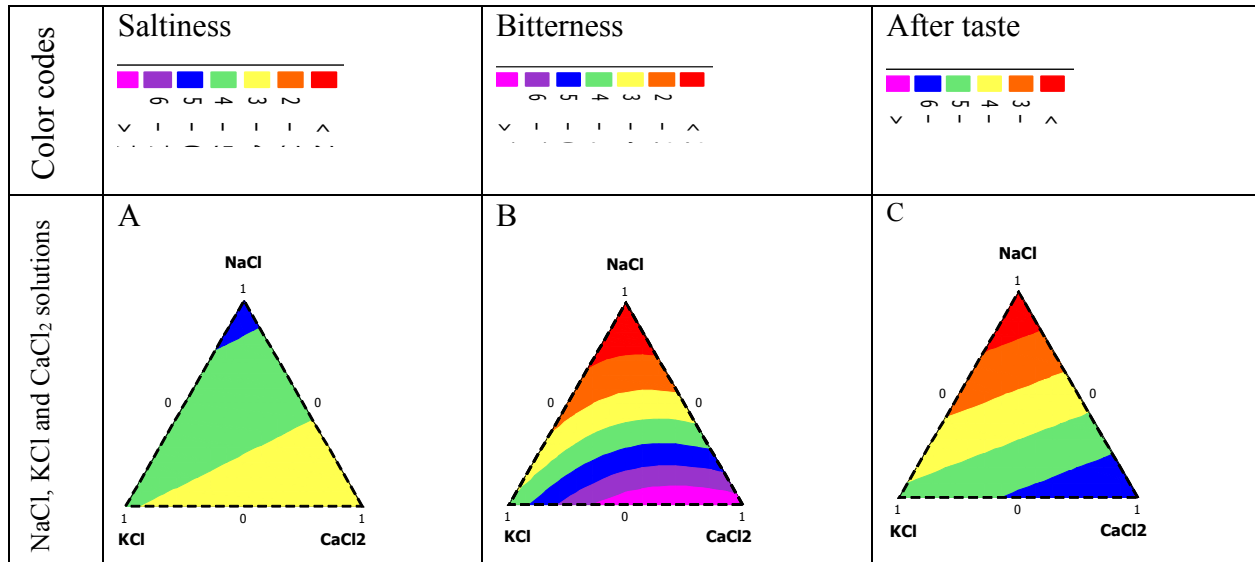 Color codes
Saltiness
6 5 4 3 2
> - - - - - <
Bitterness
6 5 4 3 2
> - - - - - <
After taste
6 5 4 3
> - - - - <
NaCl, KCl and CaCl2 solutions
A
NaCl
1
0 0
1 0 1
KCl CaCl2
B
NaCl
1
0 0
1 0 1
KCl CaCl2
C
NaCl
1
0 0
1 0 1
KCl CaCl2